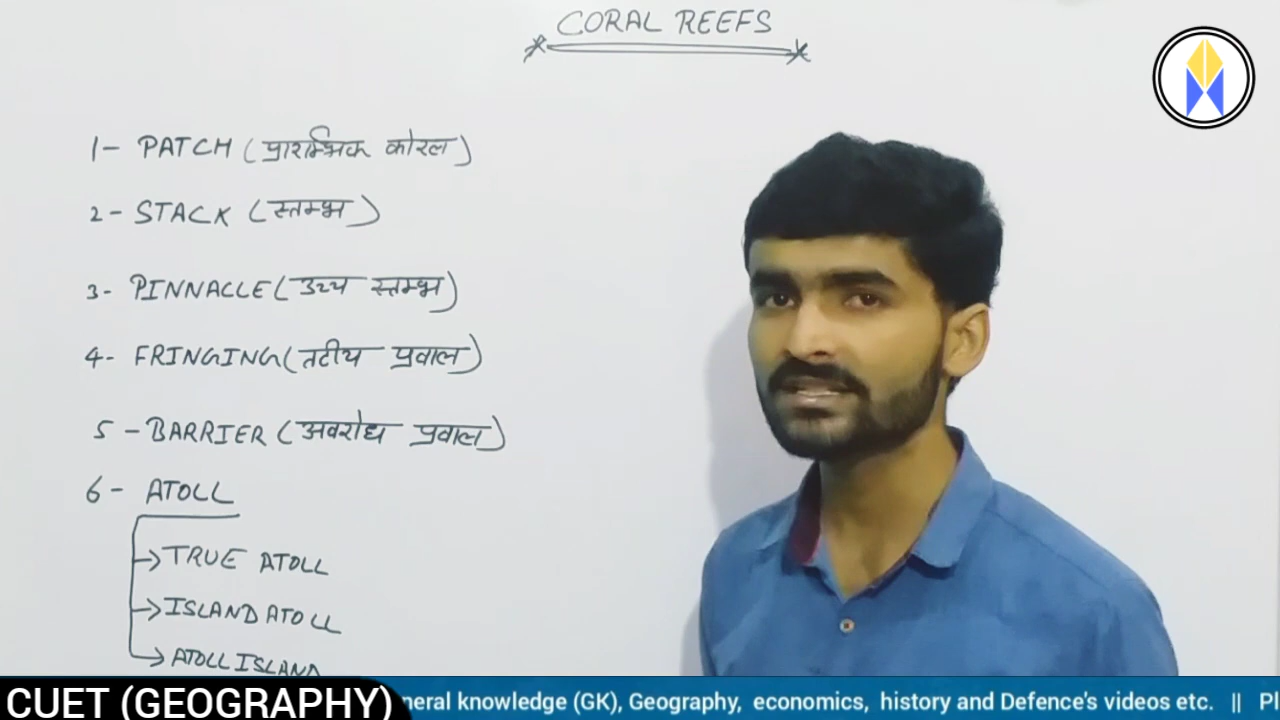 CORAL REEFS
1- PATCH (प्रारम्भिक कोरल)
2- STACK (स्तम्भ)
3- PINNACLE (उच्य स्तम्भ)
4- FRINGING (तटीय प्रवाल)
5- BARRIER (अवरोध प्रवाल)
6- ATOLL
TRUE ATOLL
ISLAND ATOLL
ATOLL ISLAND
CUET (GEOGRAPHY)
neral knowledge (GK), Geography, economics, history and Defence's videos etc. || Pl